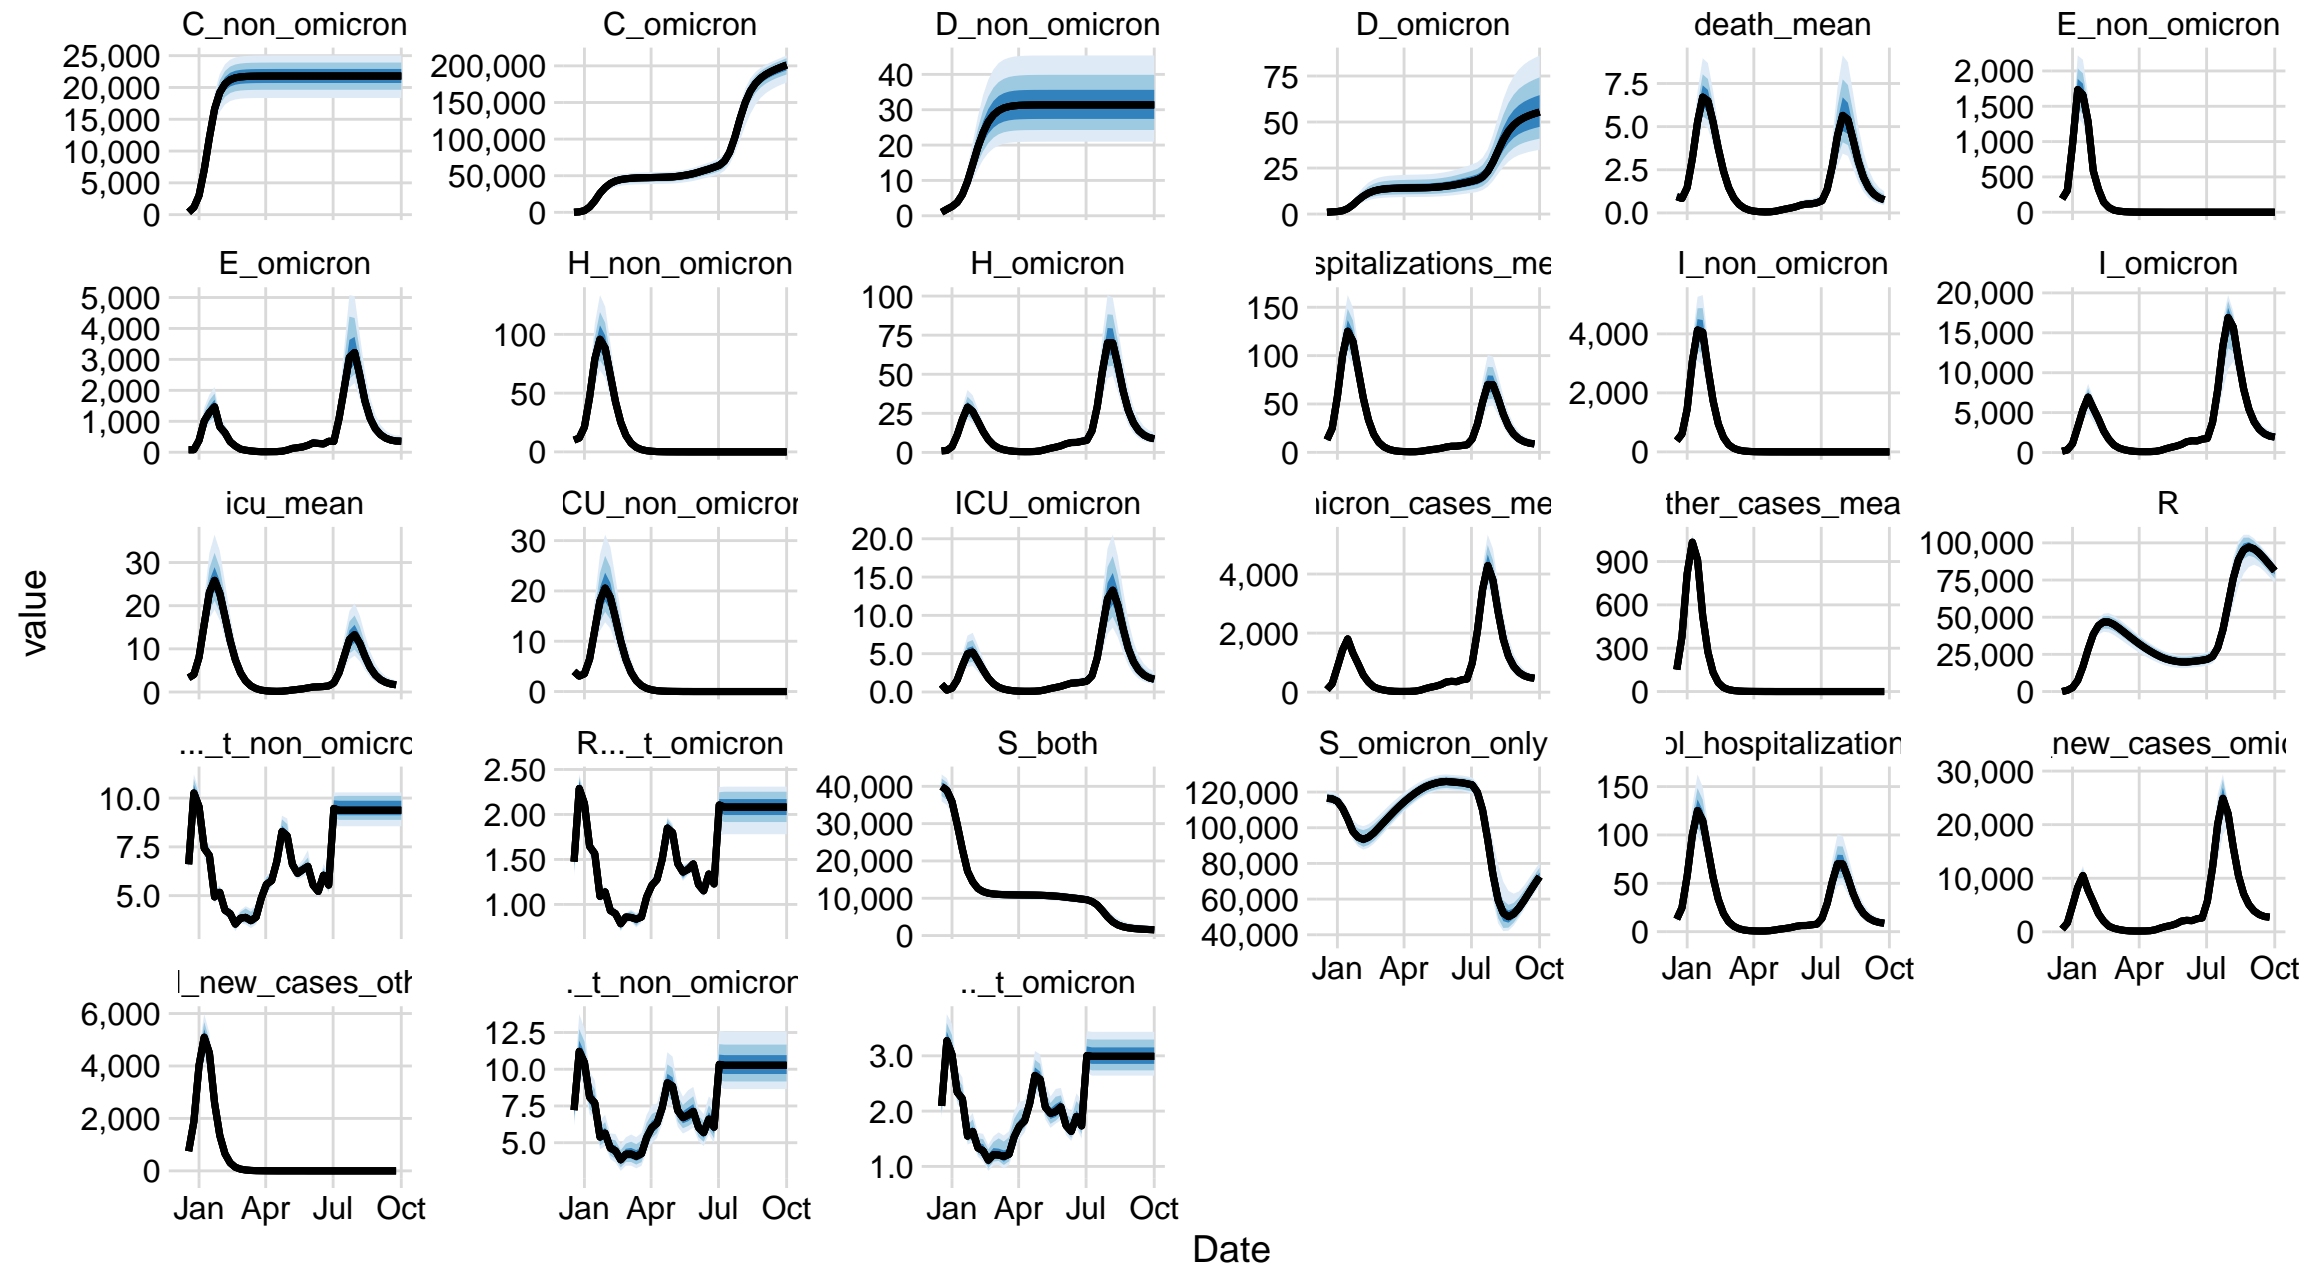 C_non_omicron C_omicron D_non_omicron D_omicron death_mean E_non_omicron
25,000 20,000 15,000 10,000 5,000 0
200,000 150,000 100,000 50,000 0
40 30 20 10 0
75 50 25 0
7.5 5.0 2.5 0.0
2,000 1,500 1,000 500 0
E_omicron H_non_omicron H_omicron spitalizations_me I_non_omicron I_omicron
5,000 4,000 3,000 2,000 1,000 0
100 50 0
100 75 50 25 0
150 100 50 0
4,000 2,000 0
20,000 15,000 10,000 5,000 0
icu_mean CU_non_omicron ICU_omicron icron_cases_me ther_cases_mea R
30 20 10 0
30 20 10 0
20.0 15.0 10.0 5.0 0.0
4,000 2,000 0
900 600 300 0
100,000 75,000 50,000 25,000 0
..._t_non_omicro R..._t_omicron S_both S_omicron_only ol_hospitalization _new_cases_omic
10.0 7.5 5.0
2.50 2.00 1.50 1.00
40,000 30,000 20,000 10,000 0
120,000 100,000 80,000 60,000 40,000
150 100 50 0
30,000 20,000 10,000 0
Jan Apr Jul Oct
Jan Apr Jul Oct
Jan Apr Jul Oct
l_new_cases_oth ._t_non_omicron .._t_omicron
6,000 4,000 2,000 0
12.5 10.0 7.5 5.0
3.0 2.0 1.0
Jan Apr Jul Oct
Jan Apr Jul Oct
Jan Apr Jul Oct
value
Date